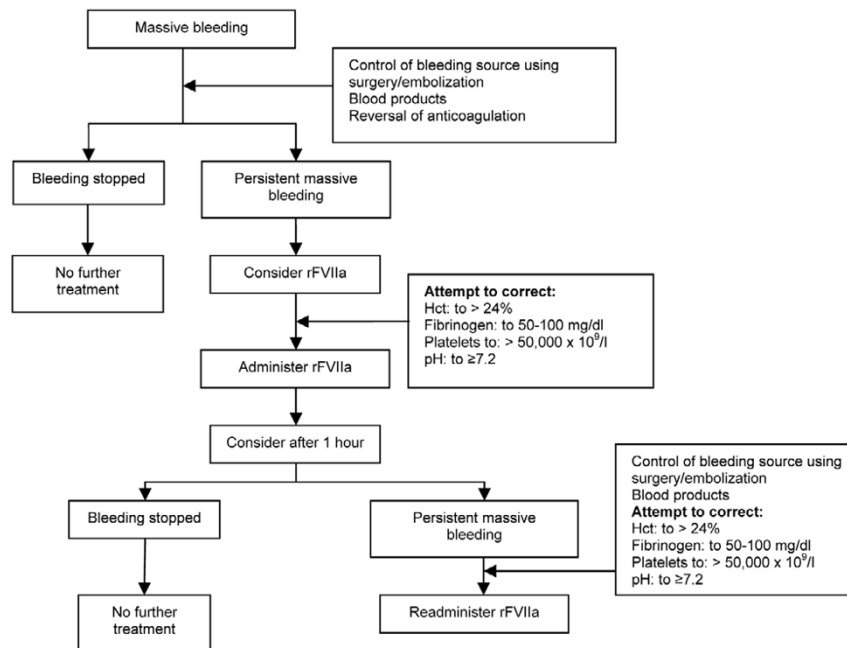 Massive bleeding
Control of bleeding source using
surgery/embolization
Blood products
Reversal of anticoagulation
Bleeding stopped
Persistent massive
bleeding
No further
treatment
Consider rFVIIa
Attempt to correct:
Hct: to > 24%
Fibrinogen: to 50-100 mg/dl
Platelets to: > 50,000 x 10⁹/l
pH: to ≥7.2
Administer rFVIIa
Consider after 1 hour
Control of bleeding source using
surgery/embolization
Blood products
Attempt to correct:
Hct: to > 24%
Fibrinogen: to 50-100 mg/dl
Platelets to: > 50,000 x 10⁹/l
pH: to ≥7.2
Bleeding stopped
Persistent massive
bleeding
No further
treatment
Readminister rFVIIa